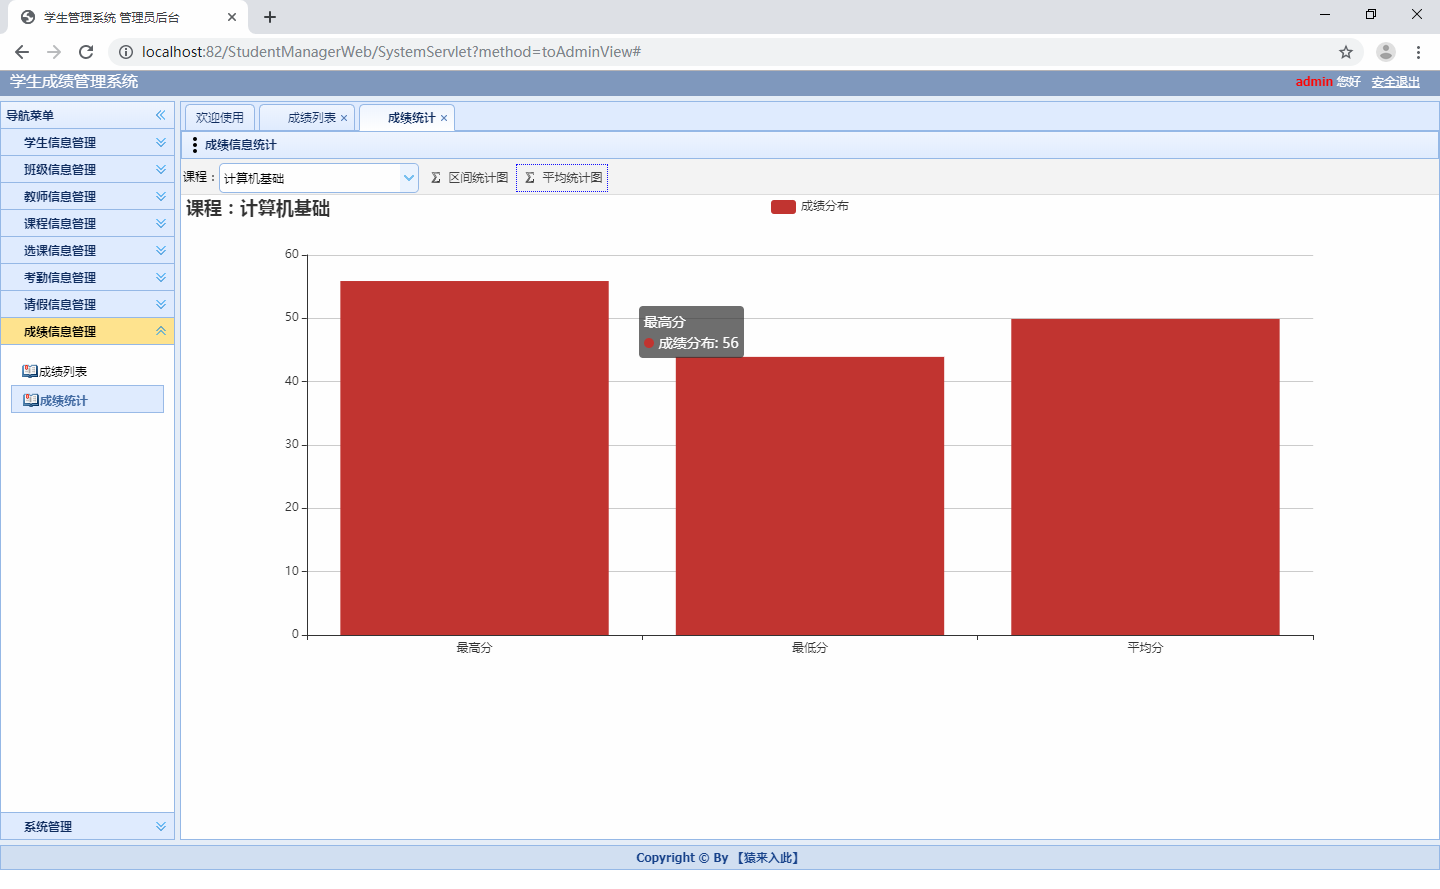 学生管理系统 管理员后台
localhost:82/StudentManagerWeb/SystemServlet?method=toAdminView#
学生成绩管理系统
admin 您好 安全退出
导航菜单
学生信息管理
班级信息管理
教师信息管理
课程信息管理
选课信息管理
考勤信息管理
请假信息管理
成绩信息管理
成绩列表
成绩统计
系统管理
欢迎使用 成绩列表 成绩统计
成绩信息统计
课程： 计算机基础 区间统计图 平均统计图
课程：计算机基础
成绩分布
60
50
40
30
20
10
0
最高分
成绩分布: 56
最高分 最低分 平均分
Copyright © By 【猿来入此】